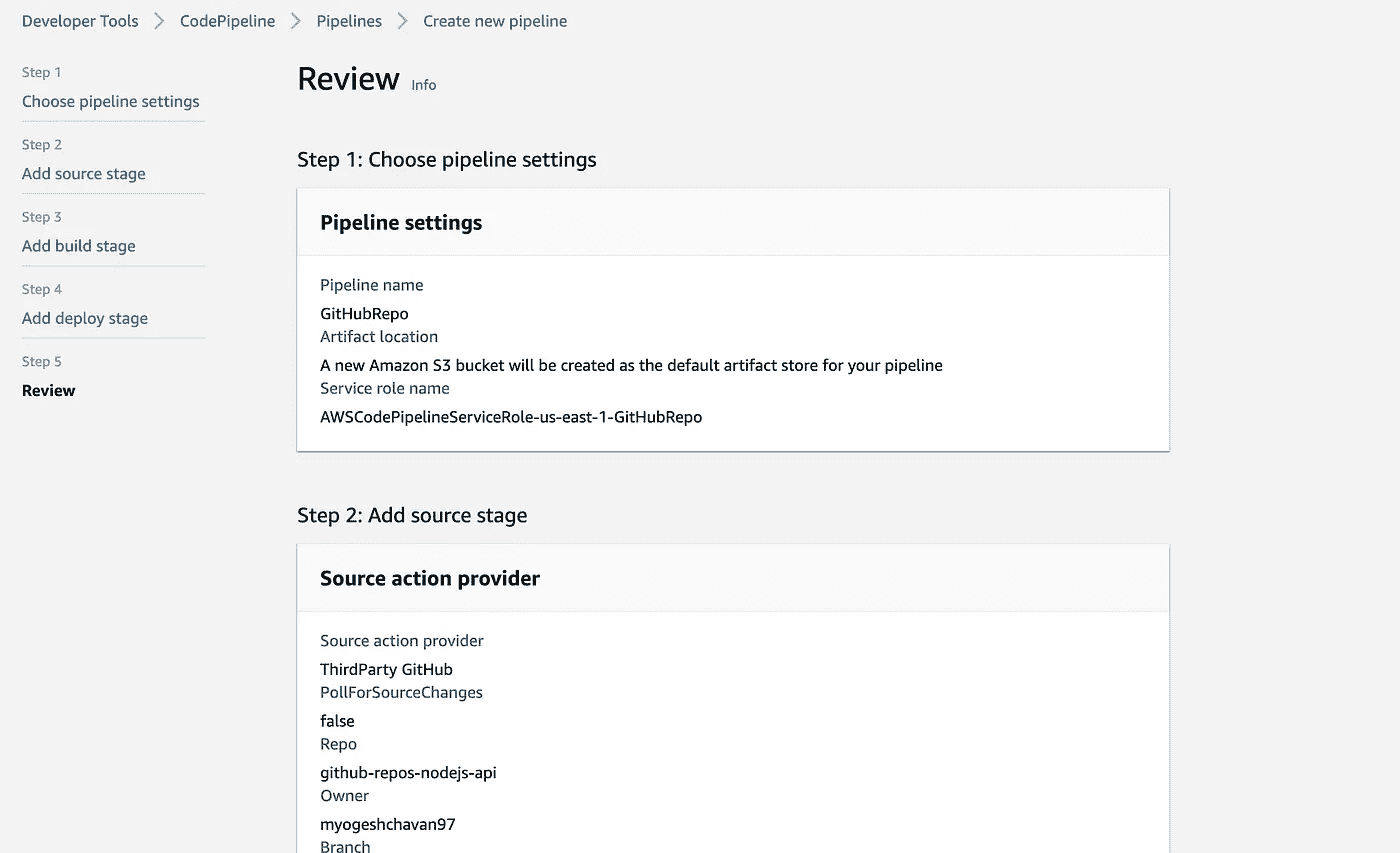 Developer Tools > CodePipeline > Pipelines > Create new pipeline
Step 1
Choose pipeline settings
Step 2
Add source stage
Step 3
Add build stage
Step 4
Add deploy stage
Step 5
Review
Review Info
Step 1: Choose pipeline settings
Pipeline settings
Pipeline name
GitHubRepo
Artifact location
A new Amazon S3 bucket will be created as the default artifact store for your pipeline
Service role name
AWSCodePipelineServiceRole-us-east-1-GitHubRepo
Step 2: Add source stage
Source action provider
Source action provider
ThirdParty GitHub
PollForSourceChanges
false
Repo
github-repos-nodejs-api
Owner
myogeshchavan97
Branch